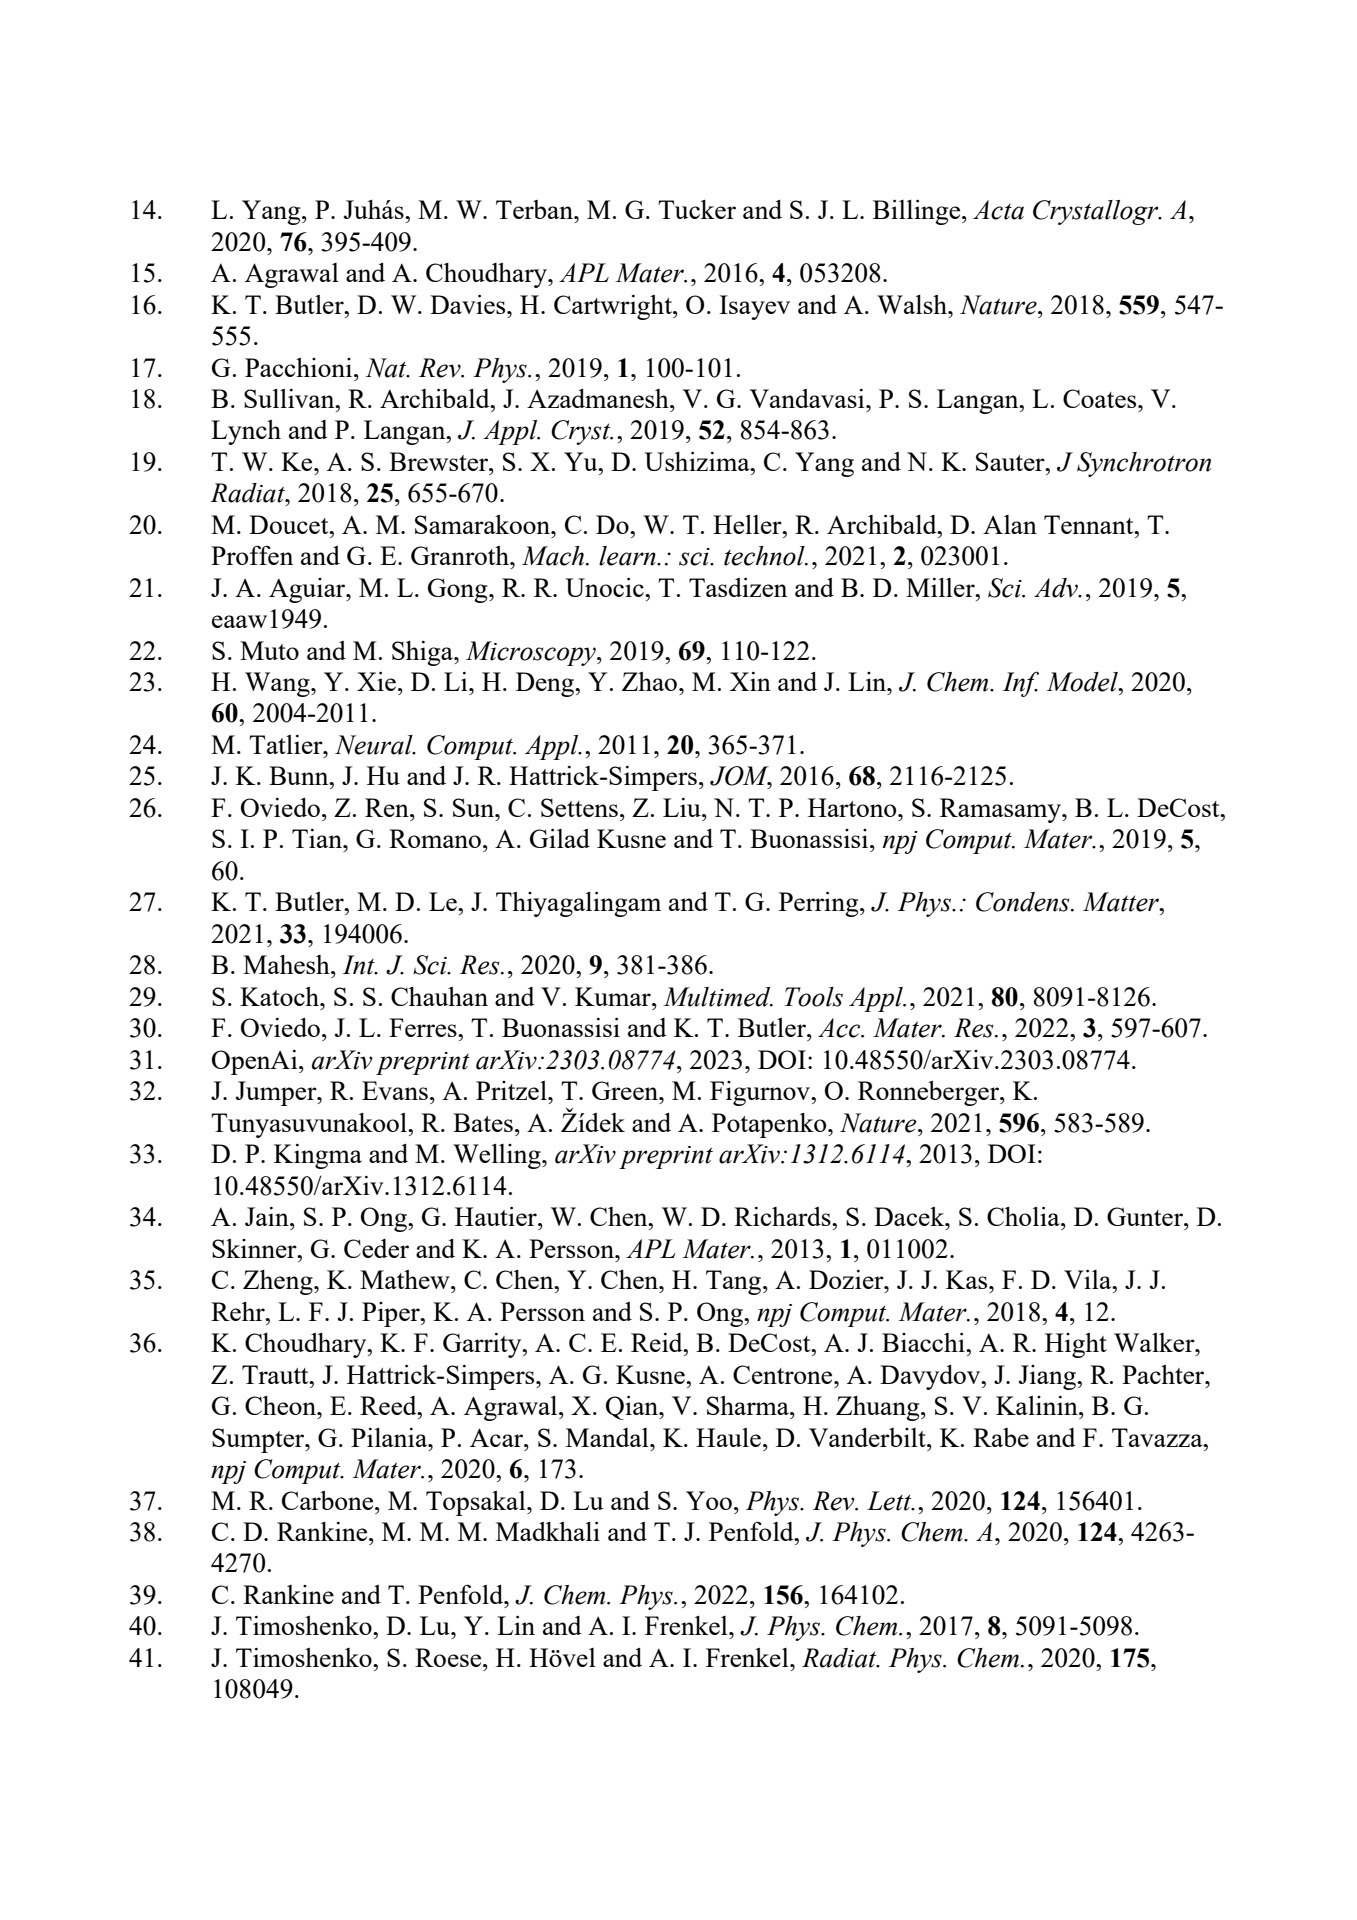 14. L. Yang, P. Juhás, M. W. Terban, M. G. Tucker and S. J. L. Billinge, Acta Crystallogr. A,
2020, 76, 395-409.
15. A. Agrawal and A. Choudhary, APL Mater., 2016, 4, 053208.
16. K. T. Butler, D. W. Davies, H. Cartwright, O. Isayev and A. Walsh, Nature, 2018, 559, 547-
555.
17. G. Pacchioni, Nat. Rev. Phys., 2019, 1, 100-101.
18. B. Sullivan, R. Archibald, J. Azadmanesh, V. G. Vandavasi, P. S. Langan, L. Coates, V.
Lynch and P. Langan, J. Appl. Cryst., 2019, 52, 854-863.
19. T. W. Ke, A. S. Brewster, S. X. Yu, D. Ushizima, C. Yang and N. K. Sauter, J Synchrotron
Radiat, 2018, 25, 655-670.
20. M. Doucet, A. M. Samarakoon, C. Do, W. T. Heller, R. Archibald, D. Alan Tennant, T.
Proffen and G. E. Granroth, Mach. learn.: sci. technol., 2021, 2, 023001.
21. J. A. Aguiar, M. L. Gong, R. R. Unocic, T. Tasdizen and B. D. Miller, Sci. Adv., 2019, 5,
eaaw1949.
22. S. Muto and M. Shiga, Microscopy, 2019, 69, 110-122.
23. H. Wang, Y. Xie, D. Li, H. Deng, Y. Zhao, M. Xin and J. Lin, J. Chem. Inf. Model, 2020,
60, 2004-2011.
24. M. Tatlier, Neural. Comput. Appl., 2011, 20, 365-371.
25. J. K. Bunn, J. Hu and J. R. Hattrick-Simpers, JOM, 2016, 68, 2116-2125.
26. F. Oviedo, Z. Ren, S. Sun, C. Settens, Z. Liu, N. T. P. Hartono, S. Ramasamy, B. L. DeCost,
S. I. P. Tian, G. Romano, A. Gilad Kusne and T. Buonassisi, npj Comput. Mater., 2019, 5,
60.
27. K. T. Butler, M. D. Le, J. Thiyagalingam and T. G. Perring, J. Phys.: Condens. Matter,
2021, 33, 194006.
28. B. Mahesh, Int. J. Sci. Res., 2020, 9, 381-386.
29. S. Katoch, S. S. Chauhan and V. Kumar, Multimed. Tools Appl., 2021, 80, 8091-8126.
30. F. Oviedo, J. L. Ferres, T. Buonassisi and K. T. Butler, Acc. Mater. Res., 2022, 3, 597-607.
31. OpenAi, arXiv preprint arXiv:2303.08774, 2023, DOI: 10.48550/arXiv.2303.08774.
32. J. Jumper, R. Evans, A. Pritzel, T. Green, M. Figurnov, O. Ronneberger, K.
Tunyasuvunakool, R. Bates, A. Žídek and A. Potapenko, Nature, 2021, 596, 583-589.
33. D. P. Kingma and M. Welling, arXiv preprint arXiv:1312.6114, 2013, DOI:
10.48550/arXiv.1312.6114.
34. A. Jain, S. P. Ong, G. Hautier, W. Chen, W. D. Richards, S. Dacek, S. Cholia, D. Gunter, D.
Skinner, G. Ceder and K. A. Persson, APL Mater., 2013, 1, 011002.
35. C. Zheng, K. Mathew, C. Chen, Y. Chen, H. Tang, A. Dozier, J. J. Kas, F. D. Vila, J. J.
Rehr, L. F. J. Piper, K. A. Persson and S. P. Ong, npj Comput. Mater., 2018, 4, 12.
36. K. Choudhary, K. F. Garrity, A. C. E. Reid, B. DeCost, A. J. Biacchi, A. R. Hight Walker,
Z. Trautt, J. Hattrick-Simpers, A. G. Kusne, A. Centrone, A. Davydov, J. Jiang, R. Pachter,
G. Cheon, E. Reed, A. Agrawal, X. Qian, V. Sharma, H. Zhuang, S. V. Kalinin, B. G.
Sumpter, G. Pilania, P. Acar, S. Mandal, K. Haule, D. Vanderbilt, K. Rabe and F. Tavazza,
npj Comput. Mater., 2020, 6, 173.
37. M. R. Carbone, M. Topsakal, D. Lu and S. Yoo, Phys. Rev. Lett., 2020, 124, 156401.
38. C. D. Rankine, M. M. M. Madkhali and T. J. Penfold, J. Phys. Chem. A, 2020, 124, 4263-
4270.
39. C. Rankine and T. Penfold, J. Chem. Phys., 2022, 156, 164102.
40. J. Timoshenko, D. Lu, Y. Lin and A. I. Frenkel, J. Phys. Chem., 2017, 8, 5091-5098.
41. J. Timoshenko, S. Roese, H. Hövel and A. I. Frenkel, Radiat. Phys. Chem., 2020, 175,
108049.